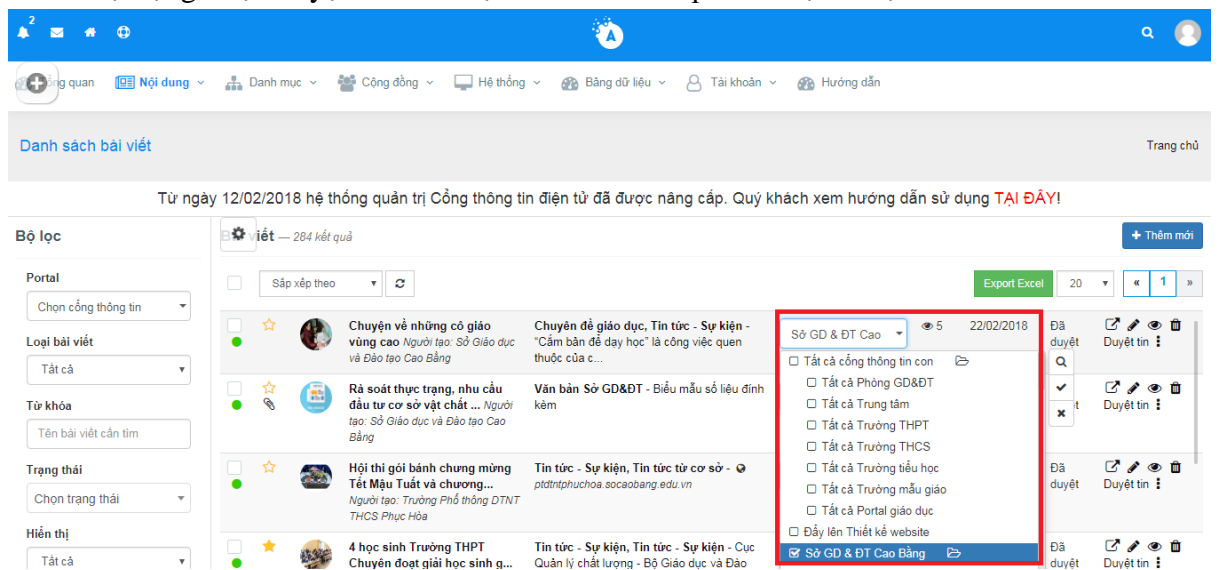 2
A
Tổng quan Nội dung Danh mục Cộng đồng Hệ thống Bảng dữ liệu Tài khoản Hướng dẫn
Danh sách bài viết Trang chủ
Từ ngày 12/02/2018 hệ thống quản trị Cổng thông tin điện tử đã được nâng cấp. Quý khách xem hướng dẫn sử dụng TẠI ĐÂY!
Bộ lọc
Portal
Chọn cổng thông tin
Loại bài viết
Tất cả
Từ khóa
Tên bài viết cần tìm
Trạng thái
Chọn trạng thái
Hiển thị
Tất cả
viết — 284 kết quả + Thêm mới
Sắp xếp theo Export Excel 20 « 1 »
Chuyện về những cô giáo
vùng cao Người tạo: Sở Giáo dục
và Đào tạo Cao Bằng
Chuyên đề giáo dục, Tin tức - Sự kiện -
"Cắm bản để dạy học" là công việc quen
thuộc của c...
Sở GD & ĐT Cao 5 22/02/2018
Đã
duyệt
Duyệt tin
Rà soát thực trạng, nhu cầu
đầu tư cơ sở vật chất ... Người
tạo: Sở Giáo dục và Đào tạo Cao
Bằng
Văn bản Sở GD&ĐT - Biểu mẫu số liệu đính
kèm
Duyệt tin
Hội thi gói bánh chưng mừng
Tết Mậu Tuất và chương...
Người tạo: Trường Phổ thông DTNT
THCS Phục Hòa
Tin tức - Sự kiện, Tin tức từ cơ sở -
ptdtntphuchoa.socaobang.edu.vn
Đã
duyệt
Duyệt tin
4 học sinh Trường THPT
Chuyên đoạt giải học sinh g...
Tin tức - Sự kiện, Tin tức - Sự kiện - Cục
Quản lý chất lượng - Bộ Giáo dục và Đào
Đã
duyệt
Duyệt tin
Tất cả cổng thông tin con
Tất cả Phòng GD&ĐT
Tất cả Trung tâm
Tất cả Trường THPT
Tất cả Trường THCS
Tất cả Trường tiểu học
Tất cả Trường mẫu giáo
Tất cả Portal giáo dục
Đẩy lên Thiết kế website
Sở GD & ĐT Cao Bằng